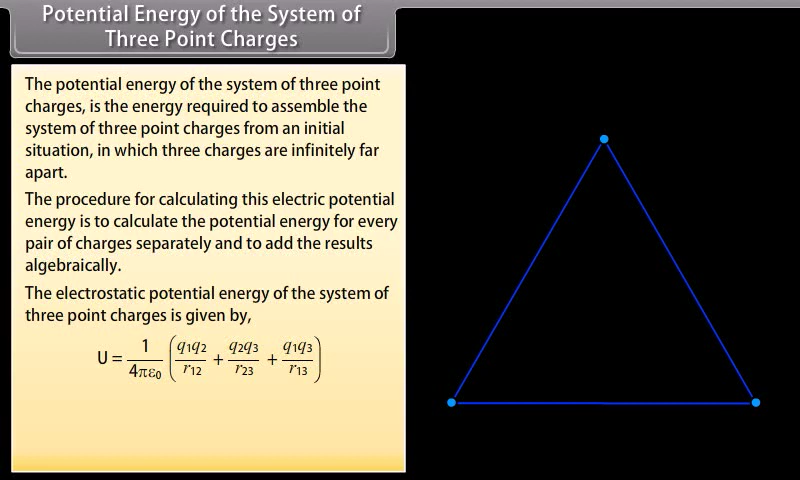 Potential Energy of the System of
Three Point Charges
The potential energy of the system of three point
charges, is the energy required to assemble the
system of three point charges from an initial
situation, in which three charges are infinitely far
apart.
The procedure for calculating this electric potential
energy is to calculate the potential energy for every
pair of charges separately and to add the results
algebraically.
The electrostatic potential energy of the system of
three point charges is given by,
U = 1/4πε₀ (q₁q₂/r₁₂ + q₂q₃/r₂₃ + q₁q₃/r₁₃)